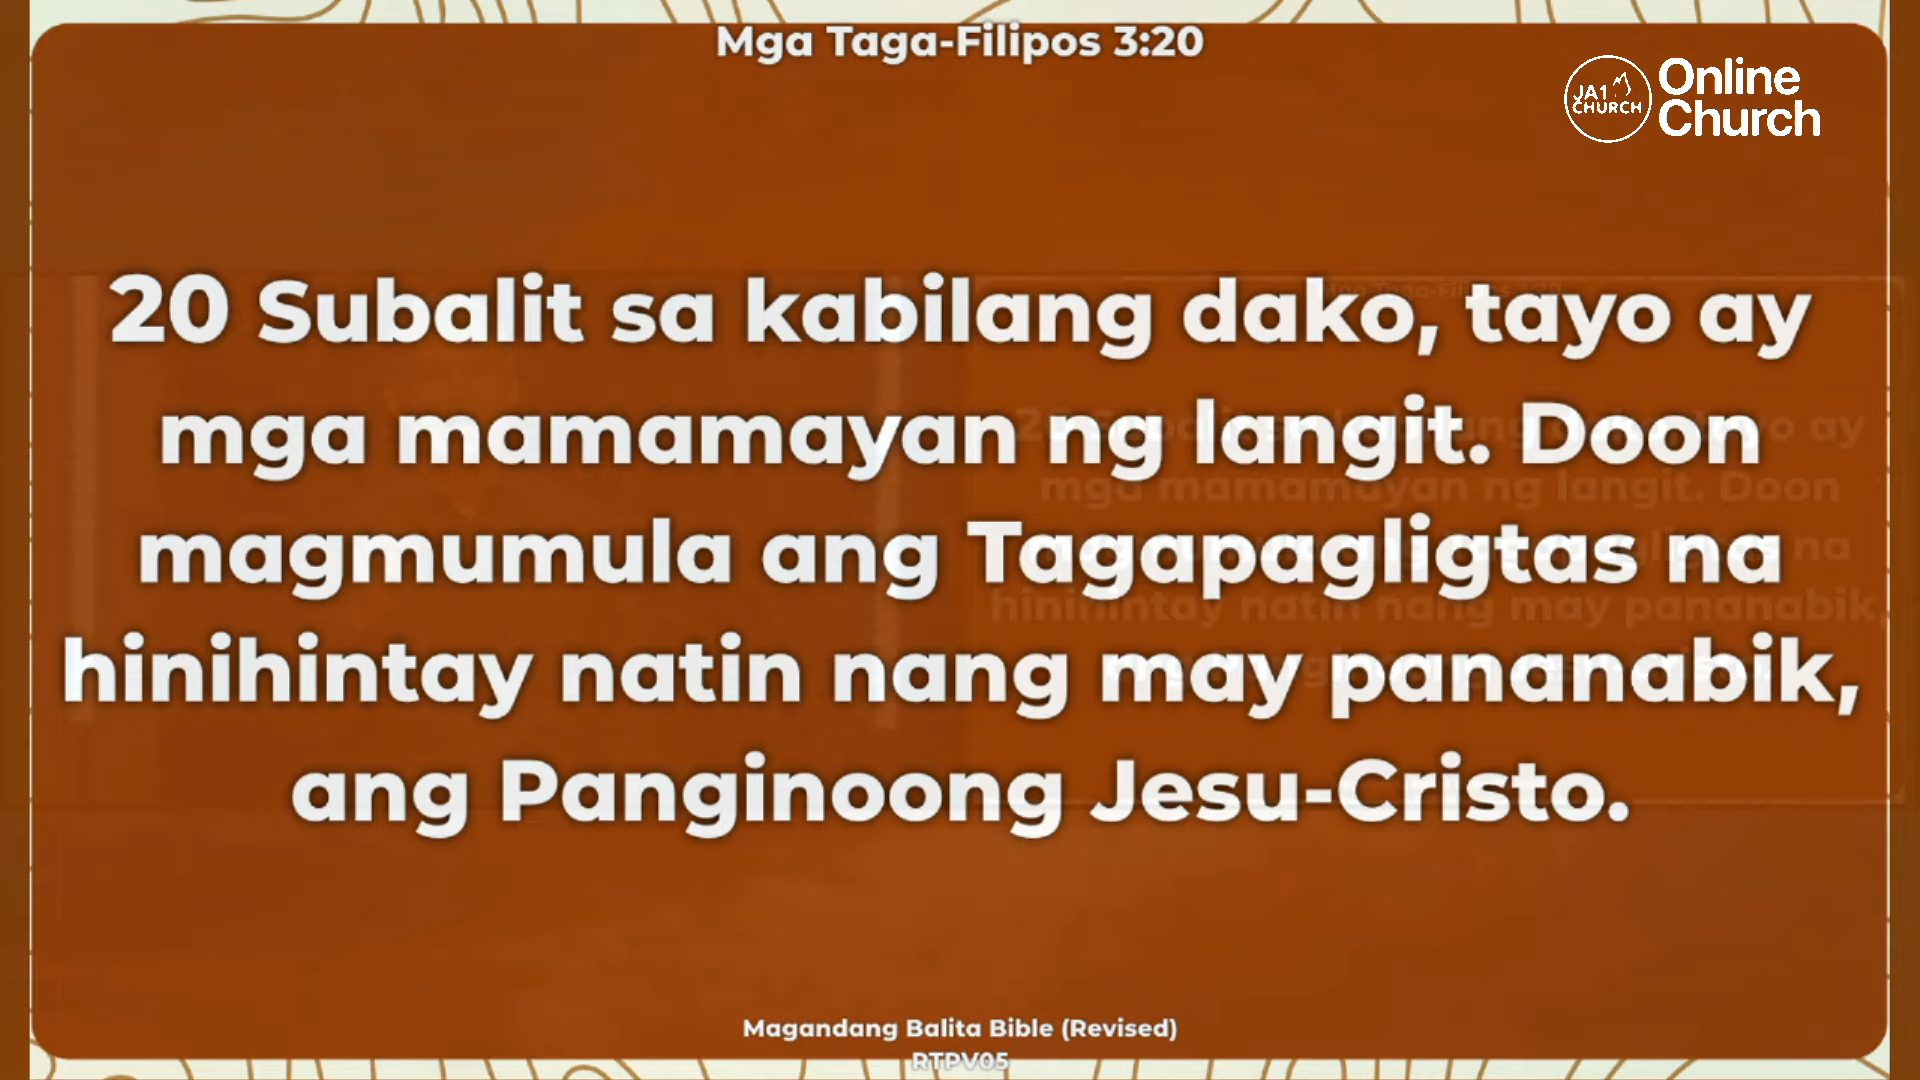 Mga Taga-Filipos 3:20
JA1
CHURCH
Online
Church
20 Subalit sa kabilang dako, tayo ay
mga mamamayan ng langit. Doon
magmumula ang Tagapagligtas na
hinihintay natin nang may pananabik,
ang Panginoong Jesu-Cristo.
Magandang Balita Bible (Revised)
RTPV05